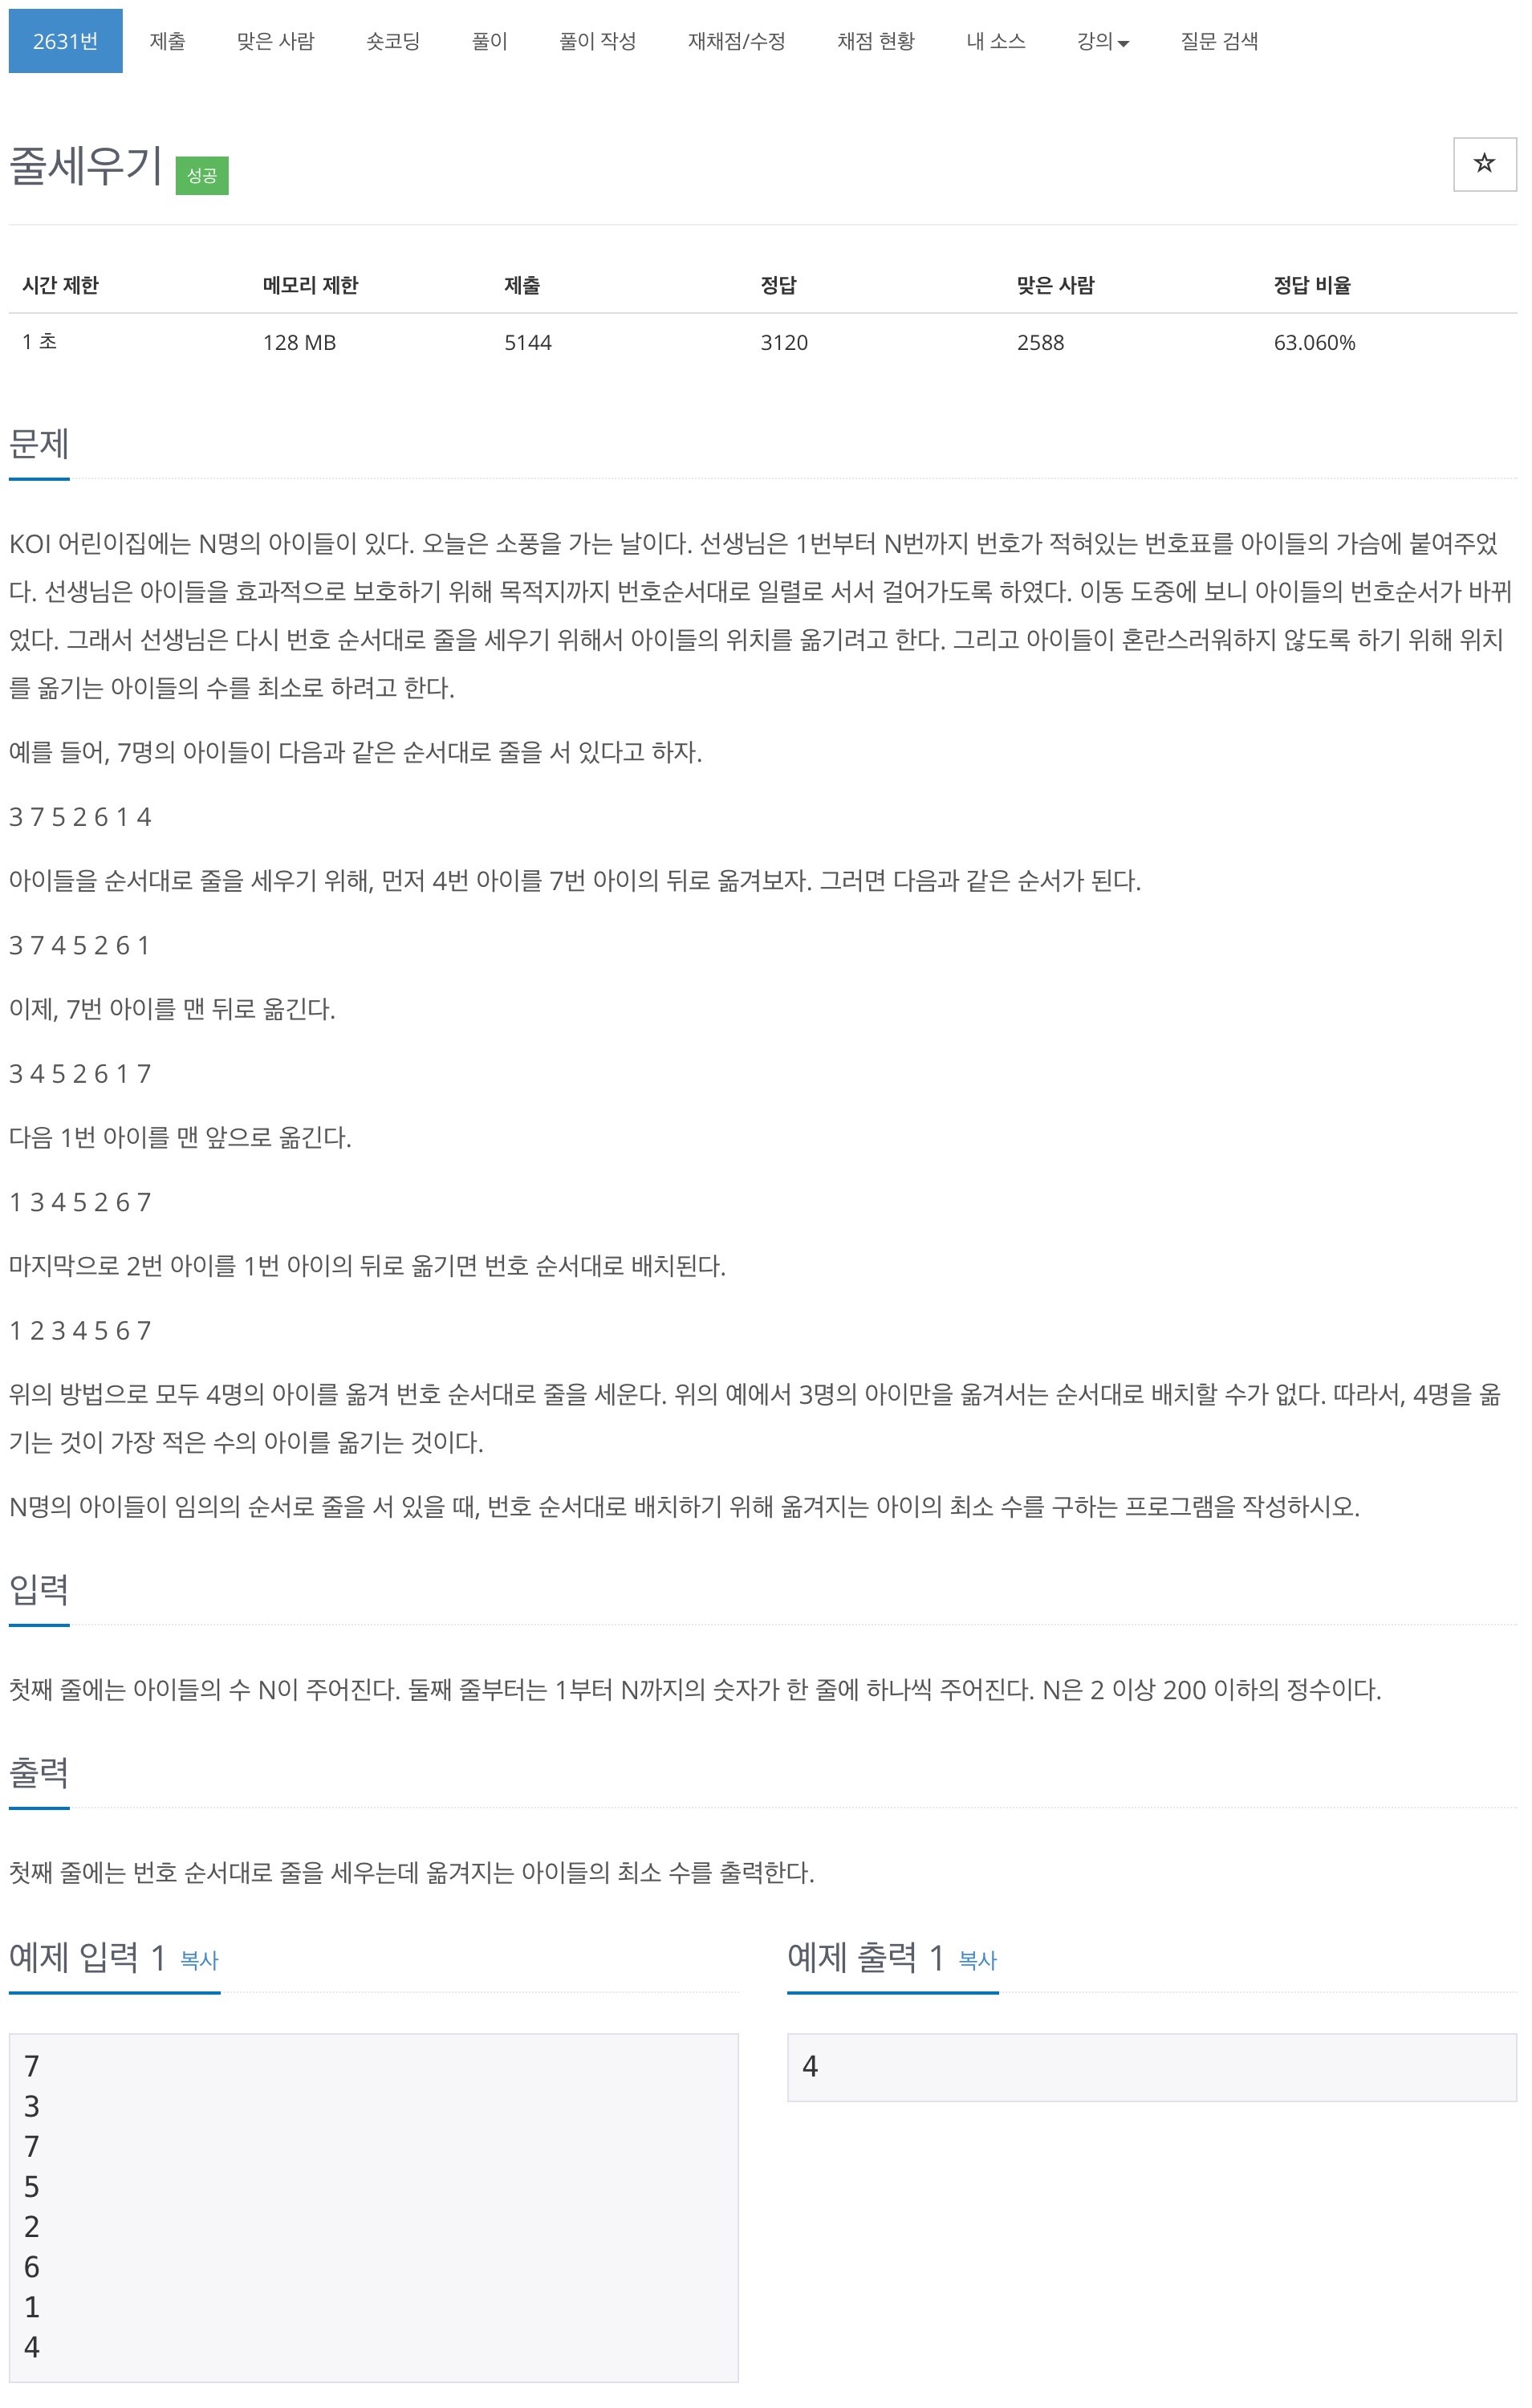 2631번 제출 맞은 사람 숏코딩 풀이 풀이 작성 재채점/수정 채점 현황 내 소스 강의 질문 검색
줄세우기 성공
시간 제한 메모리 제한 제출 정답 맞은 사람 정답 비율
1 초 128 MB 5144 3120 2588 63.060%
문제
KOI 어린이집에는 N명의 아이들이 있다. 오늘은 소풍을 가는 날이다. 선생님은 1번부터 N번까지 번호가 적혀있는 번호표를 아이들의 가슴에 붙여주었
다. 선생님은 아이들을 효과적으로 보호하기 위해 목적지까지 번호순서대로 일렬로 서서 걸어가도록 하였다. 이동 도중에 보니 아이들의 번호순서가 바뀌
었다. 그래서 선생님은 다시 번호 순서대로 줄을 세우기 위해서 아이들의 위치를 옮기려고 한다. 그리고 아이들이 혼란스러워하지 않도록 하기 위해 위치
를 옮기는 아이들의 수를 최소로 하려고 한다.
예를 들어, 7명의 아이들이 다음과 같은 순서대로 줄을 서 있다고 하자.
3 7 5 2 6 1 4
아이들을 순서대로 줄을 세우기 위해, 먼저 4번 아이를 7번 아이의 뒤로 옮겨보자. 그러면 다음과 같은 순서가 된다.
3 7 4 5 2 6 1
이제, 7번 아이를 맨 뒤로 옮긴다.
3 4 5 2 6 1 7
다음 1번 아이를 맨 앞으로 옮긴다.
1 3 4 5 2 6 7
마지막으로 2번 아이를 1번 아이의 뒤로 옮기면 번호 순서대로 배치된다.
1 2 3 4 5 6 7
위의 방법으로 모두 4명의 아이를 옮겨 번호 순서대로 줄을 세운다. 위의 예에서 3명의 아이만을 옮겨서는 순서대로 배치할 수가 없다. 따라서, 4명을 옮
기는 것이 가장 적은 수의 아이를 옮기는 것이다.
N명의 아이들이 임의의 순서로 줄을 서 있을 때, 번호 순서대로 배치하기 위해 옮겨지는 아이의 최소 수를 구하는 프로그램을 작성하시오.
입력
첫째 줄에는 아이들의 수 N이 주어진다. 둘째 줄부터는 1부터 N까지의 숫자가 한 줄에 하나씩 주어진다. N은 2 이상 200 이하의 정수이다.
출력
첫째 줄에는 번호 순서대로 줄을 세우는데 옮겨지는 아이들의 최소 수를 출력한다.
예제 입력 1 복사
7
3
7
5
2
6
1
4
예제 출력 1 복사
4